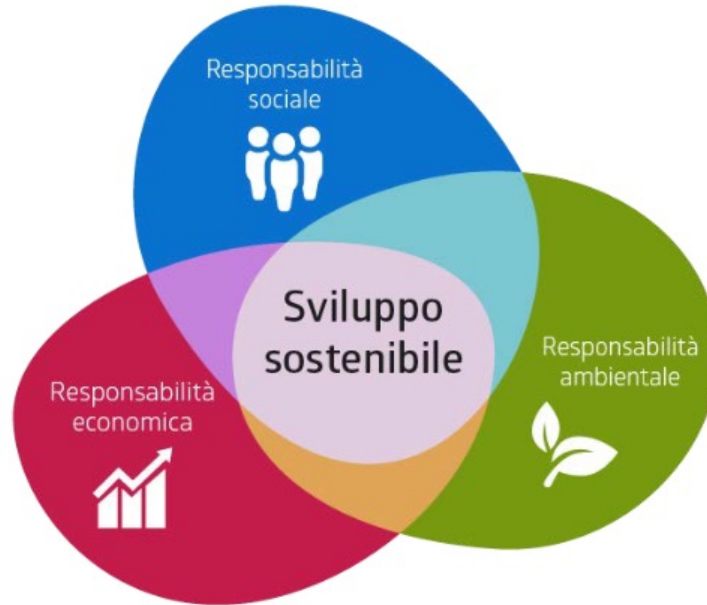 Responsabilità
sociale
Sviluppo
sostenibile
Responsabilità
ambientale
Responsabilità
economica